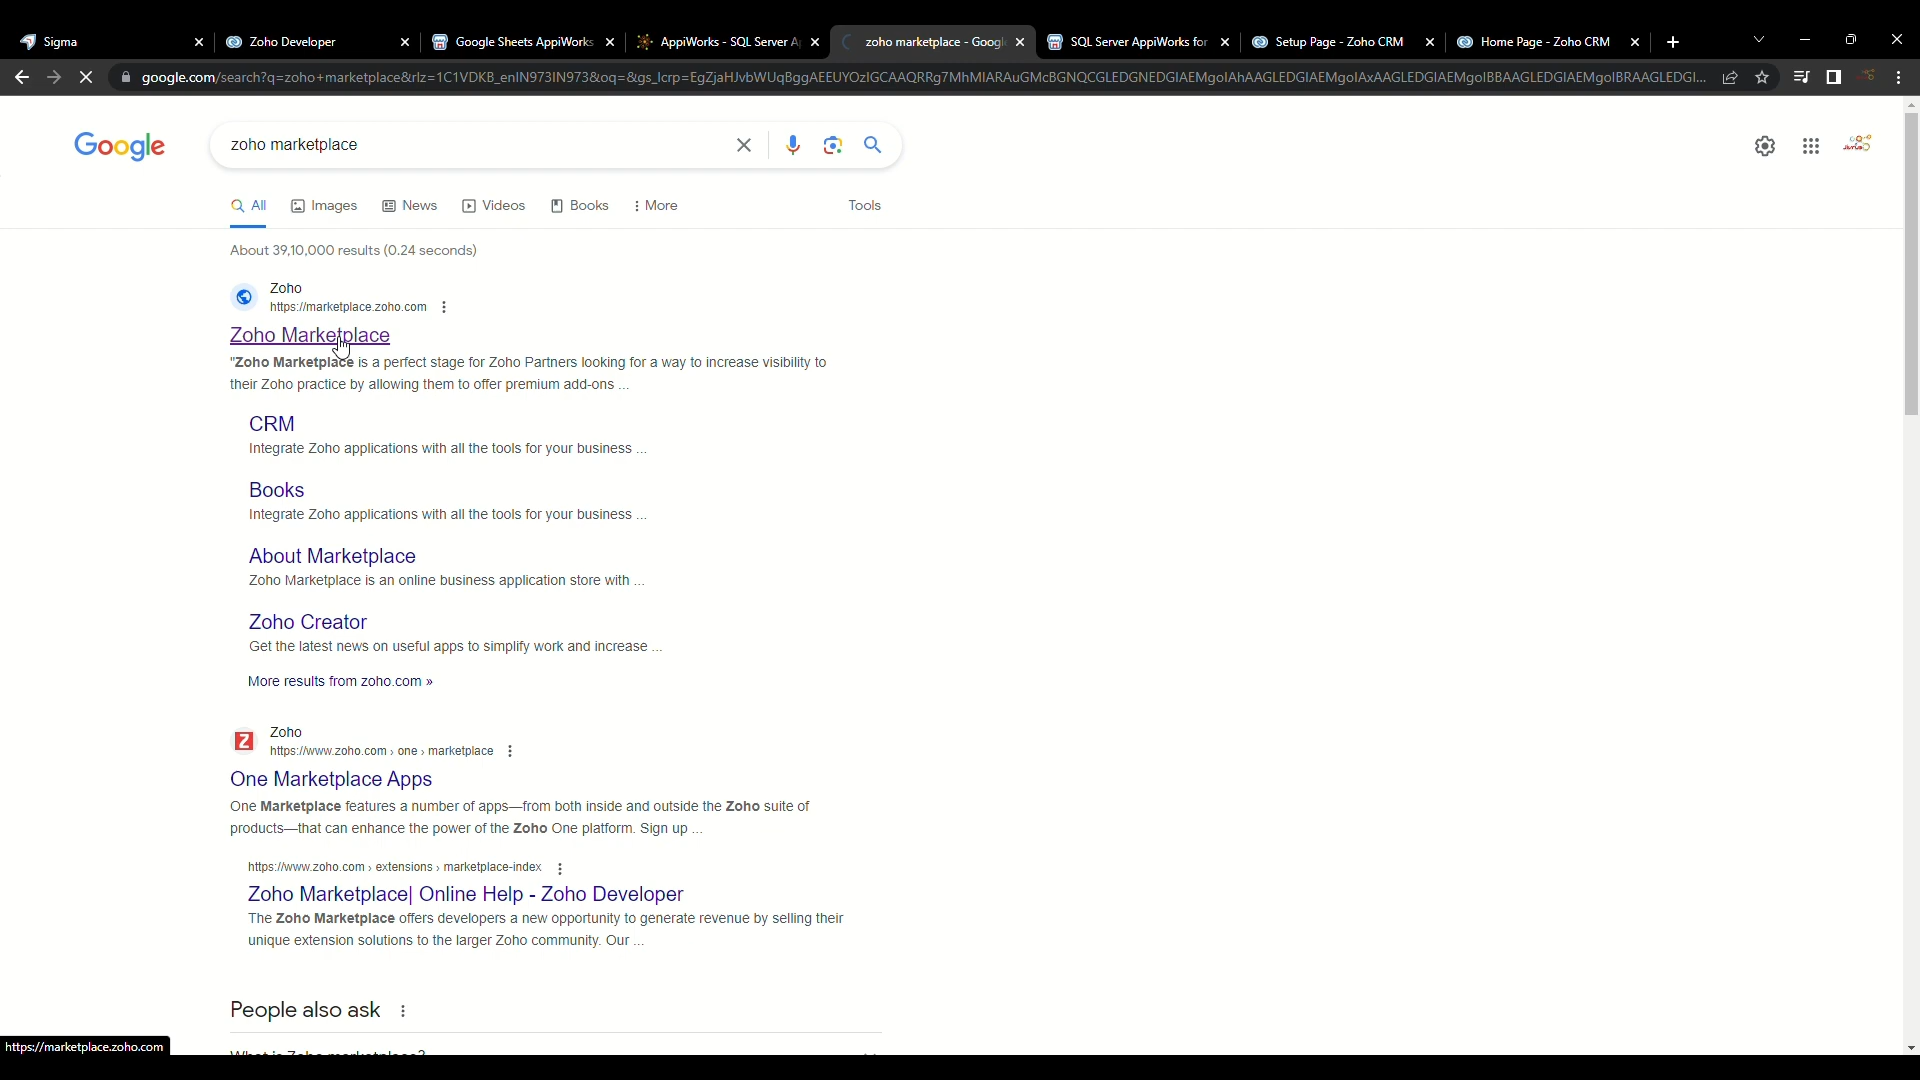 Sigma
Zoho Developer
Google Sheets AppiWorks
AppiWorks - SQL Server A
zoho marketplace - Googl
SQL Server AppiWorks for
Setup Page - Zoho CRM
Home Page - Zoho CRM
Google
zoho marketplace
All
Images
News
Videos
Books
More
Tools
About 39,10,000 results (0.24 seconds)
Zoho
https://marketplace.zoho.com
Zoho Marketplace
"Zoho Marketplace is a perfect stage for Zoho Partners looking for a way to increase visibility to
their Zoho practice by allowing them to offer premium add-ons ...
CRM
Integrate Zoho applications with all the tools for your business ...
Books
Integrate Zoho applications with all the tools for your business ...
About Marketplace
Zoho Marketplace is an online business application store with ...
Zoho Creator
Get the latest news on useful apps to simplify work and increase ...
More results from zoho.com »
Zoho
https://www.zoho.com › one › marketplace
One Marketplace Apps
One Marketplace features a number of apps—from both inside and outside the Zoho suite of
products—that can enhance the power of the Zoho One platform. Sign up ...
https://www.zoho.com › extensions › marketplace-index
Zoho Marketplace| Online Help - Zoho Developer
The Zoho Marketplace offers developers a new opportunity to generate revenue by selling their
unique extension solutions to the larger Zoho community. Our ...
People also ask
https://marketplace.zoho.com